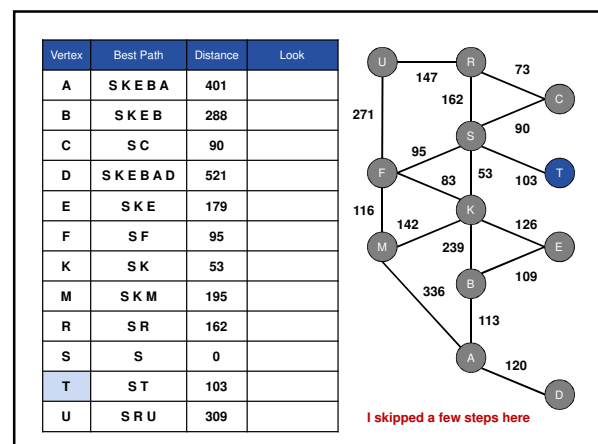 Vertex Best Path Distance Look
A S K E B A 401
B S K E B 288
C S C 90
D S K E B A D 521
E S K E 179
F S F 95
K S K 53
M S K M 195
R S R 162
S S 0
T S T 103
U S R U 309
U R
147 73
C
271 162 90
S
95
53 103 T
F
83
K
116 142 126
M E
239 109
336 B
113
A
120
D
I skipped a few steps here